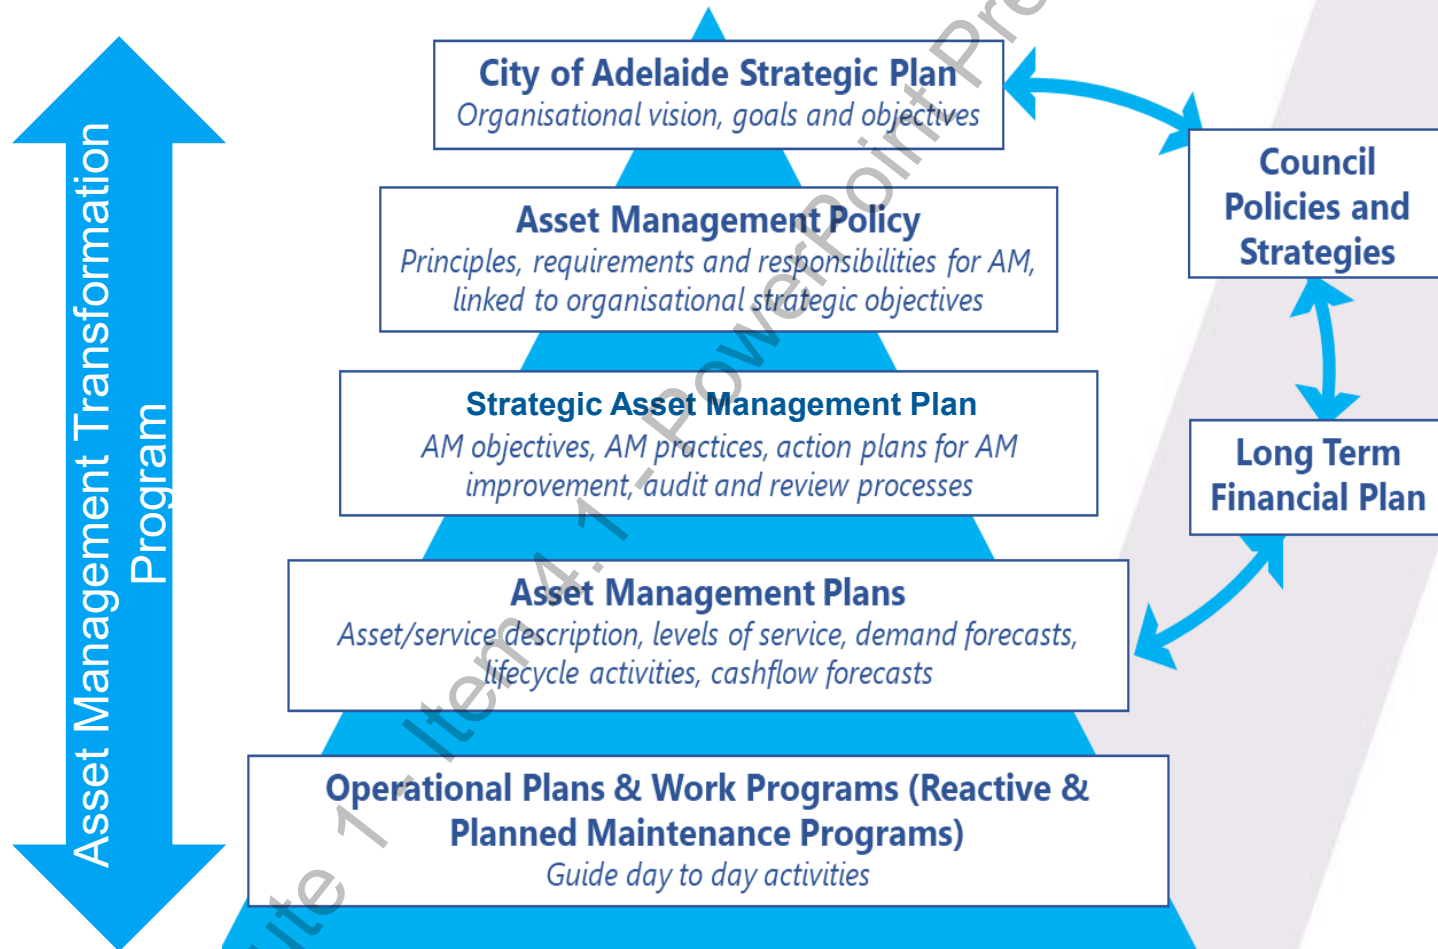 City of Adelaide Strategic Plan
Organisational vision, goals and objectives
Asset Management Policy
Principles, requirements and responsibilities for AM,
linked to organisational strategic objectives
Strategic Asset Management Plan
AM objectives, AM practices, action plans for AM
improvement, audit and review processes
Asset Management Plans
Asset/service description, levels of service, demand forecasts,
lifecycle activities, cashflow forecasts
Operational Plans & Work Programs (Reactive &
Planned Maintenance Programs)
Guide day to day activities
Council
Policies and
Strategies
Long Term
Financial Plan
Asset Management Transformation
Program
1 - Item 4.1 - PowerPoint